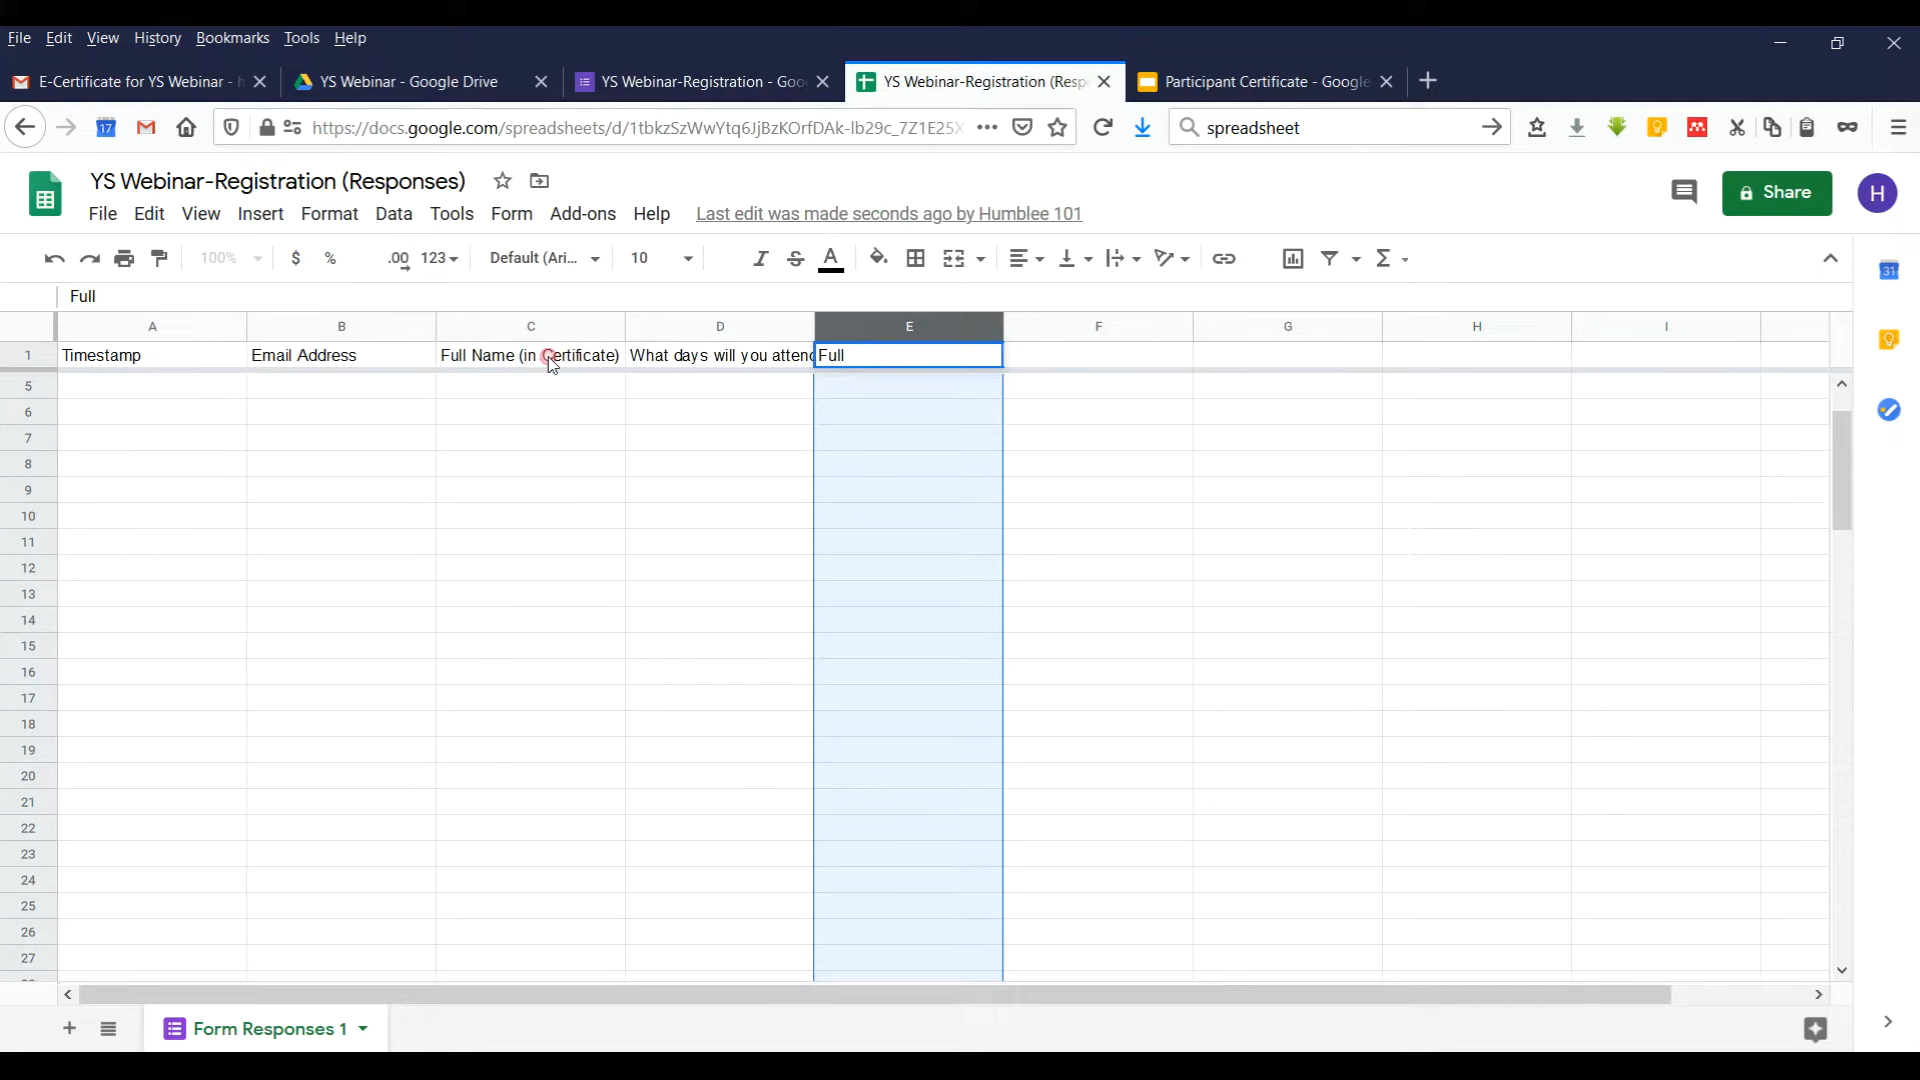 File Edit View History Bookmarks Tools Help
E-Certificate for YS Webinar - YS Webinar - Google Drive YS Webinar-Registration - Goo YS Webinar-Registration (Resp Participant Certificate - Google
https://docs.google.com/spreadsheets/d/1tbkzSzWwYtq6JjBzKOrfDAk-lb29c_7Z1E25X spreadsheet
YS Webinar-Registration (Responses)
Share H
File Edit View Insert Format Data Tools Form Add-ons Help Last edit was made seconds ago by Humblee 101
100% $ % .00 123 Default (Ari... 10 A
31
Full
A B C D E F G H I
1 Timestamp Email Address Full Name (in Certificate) What days will you attend Full
5
6
7
8
9
10
11
12
13
14
15
16
17
18
19
20
21
22
23
24
25
26
27
Form Responses 1